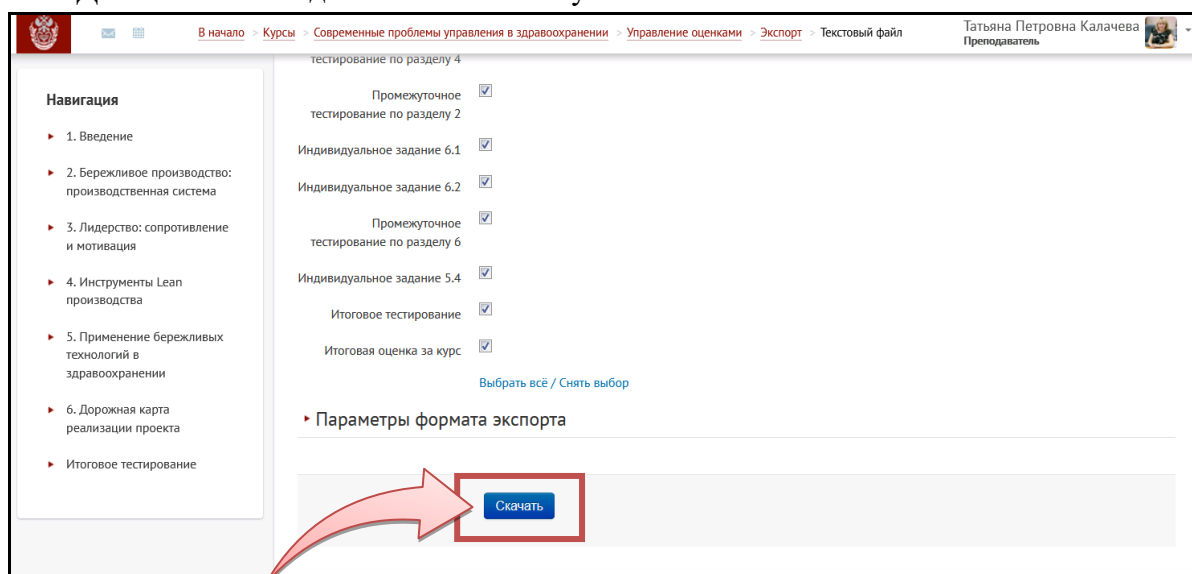 В начало > Курсы > Современные проблемы управления в здравоохранении > Управление оценками > Экспорт > Текстовый файл
Татьяна Петровна Калачева
Преподаватель
Навигация
1. Введение
2. Бережливое производство:
производственная система
3. Лидерство: сопротивление
и мотивация
4. Инструменты Lean
производства
5. Применение бережливых
технологий в
здравоохранении
6. Дорожная карта
реализации проекта
Итоговое тестирование
тестирование по разделу 4
Промежуточное
тестирование по разделу 2
Индивидуальное задание 6.1
Индивидуальное задание 6.2
Промежуточное
тестирование по разделу 6
Индивидуальное задание 5.4
Итоговое тестирование
Итоговая оценка за курс
Выбрать всё / Снять выбор
Параметры формата экспорта
Скачать